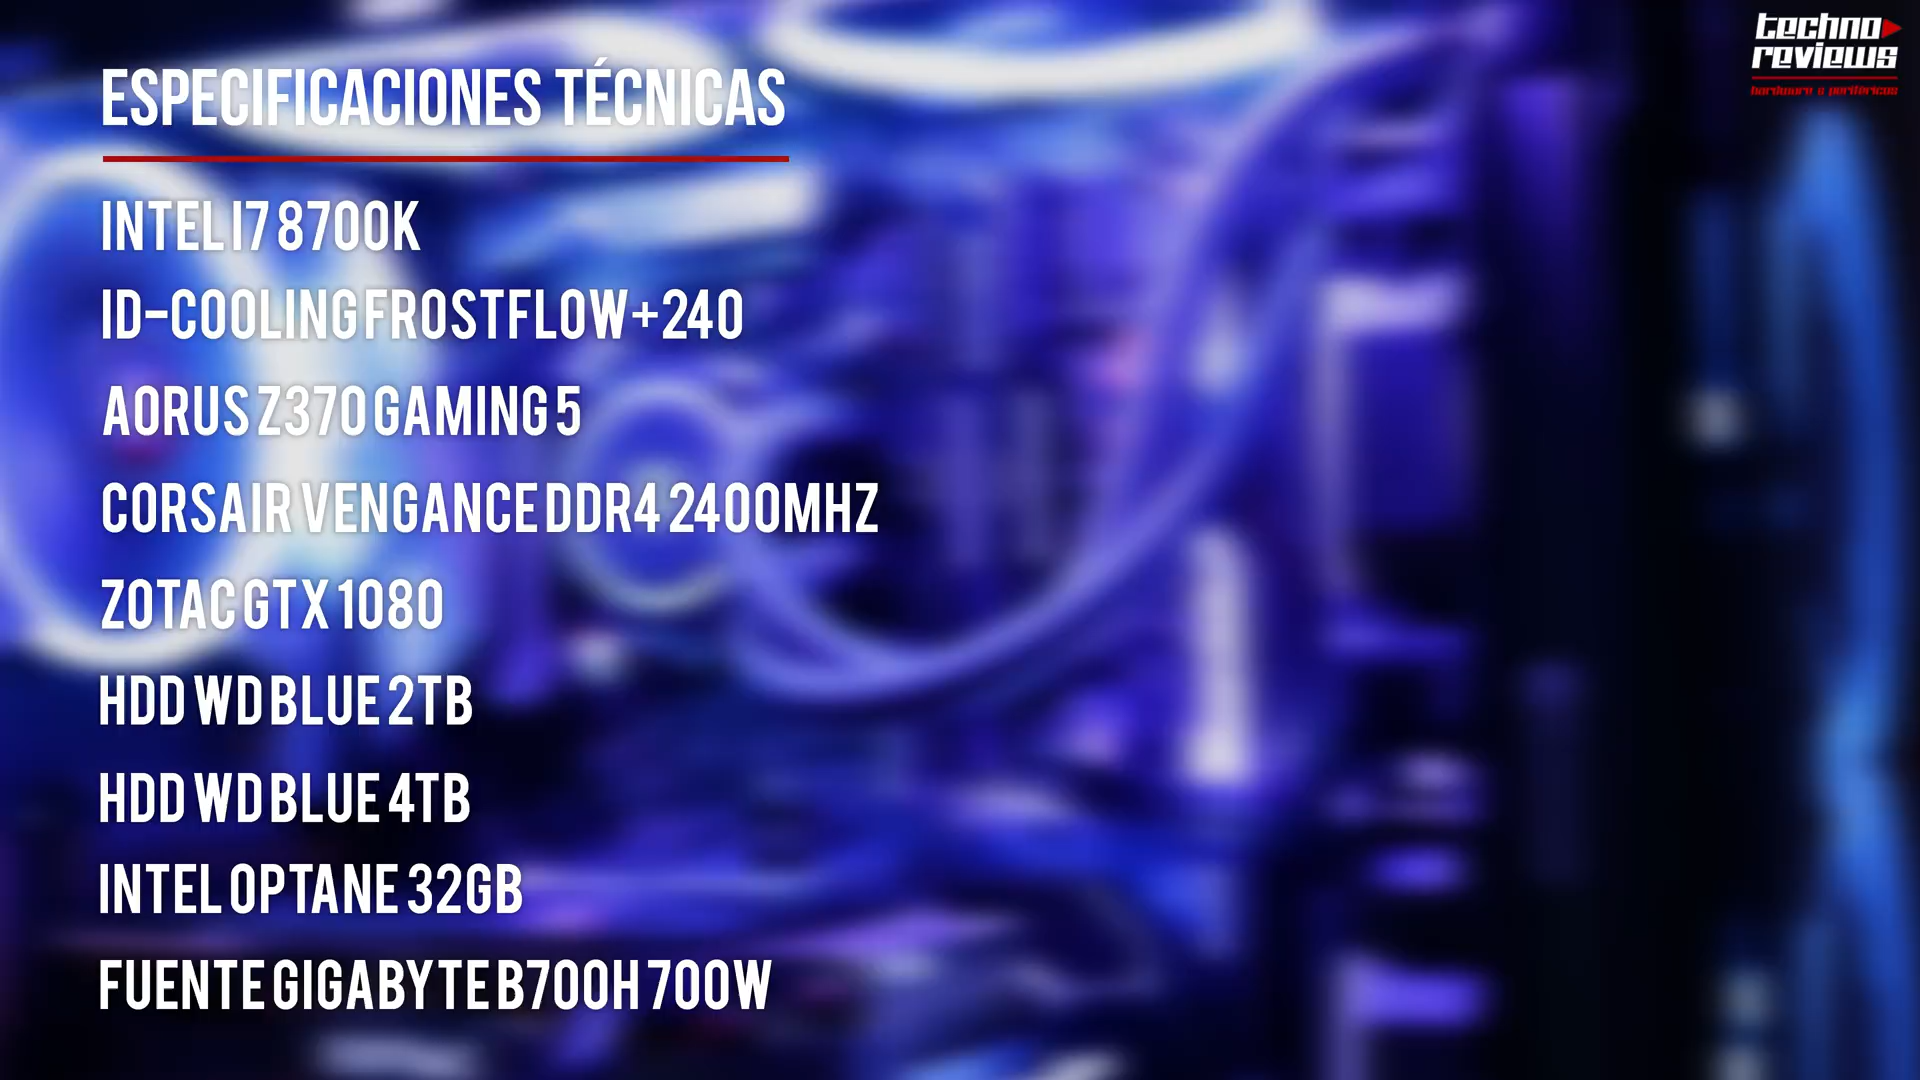 techno
reviews
hardware & periféricos
ESPECIFICACIONES TÉCNICAS
INTEL I7 8700K
ID-COOLING FROSTFLOW+240
AORUS Z370 GAMING 5
CORSAIR VENGANCE DDR4 2400MHZ
ZOTAC GTX 1080
HDD WD BLUE 2TB
HDD WD BLUE 4TB
INTEL OPTANE 32GB
FUENTE GIGABYTE B700H 700W